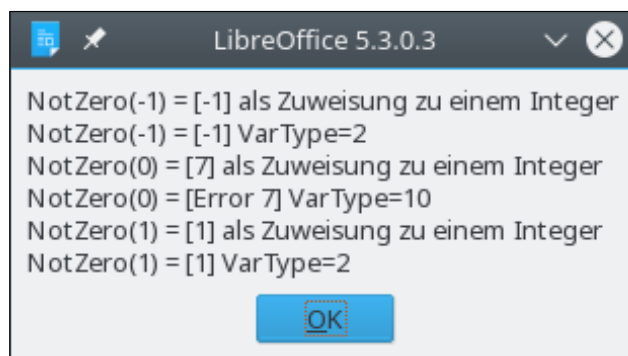 LibreOffice 5.3.0.3
NotZero(-1) = [-1] als Zuweisung zu einem Integer
NotZero(-1) = [-1] VarType=2
NotZero(0) = [7] als Zuweisung zu einem Integer
NotZero(0) = [Error 7] VarType=10
NotZero(1) = [1] als Zuweisung zu einem Integer
NotZero(1) = [1] VarType=2
OK